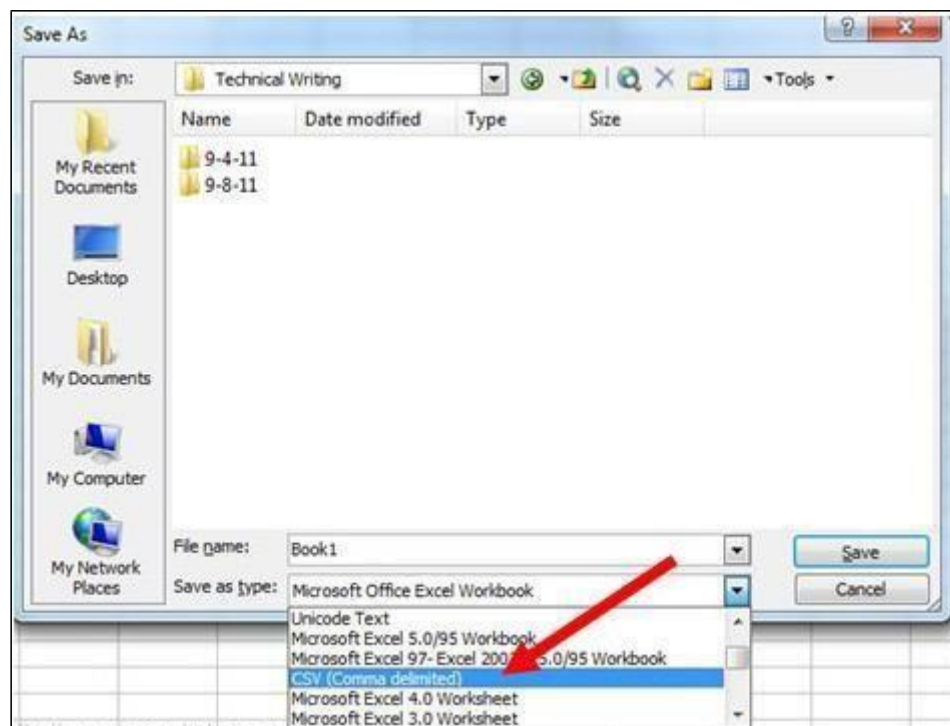 Save As
Save in:
Technical Writing
Tools
Name Date modified Type Size
9-4-11
9-8-11
My Recent
Documents
Desktop
My Documents
My Computer
My Network
Places
File name: Book1 Save
Save as type: Microsoft Office Excel Workbook Cancel
Unicode Text
Microsoft Excel 5.0/95 Workbook
Microsoft Excel 97- Excel 5.0/95 Workbook
CSV (Comma delimited)
Microsoft Excel 4.0 Worksheet
Microsoft Excel 3.0 Worksheet